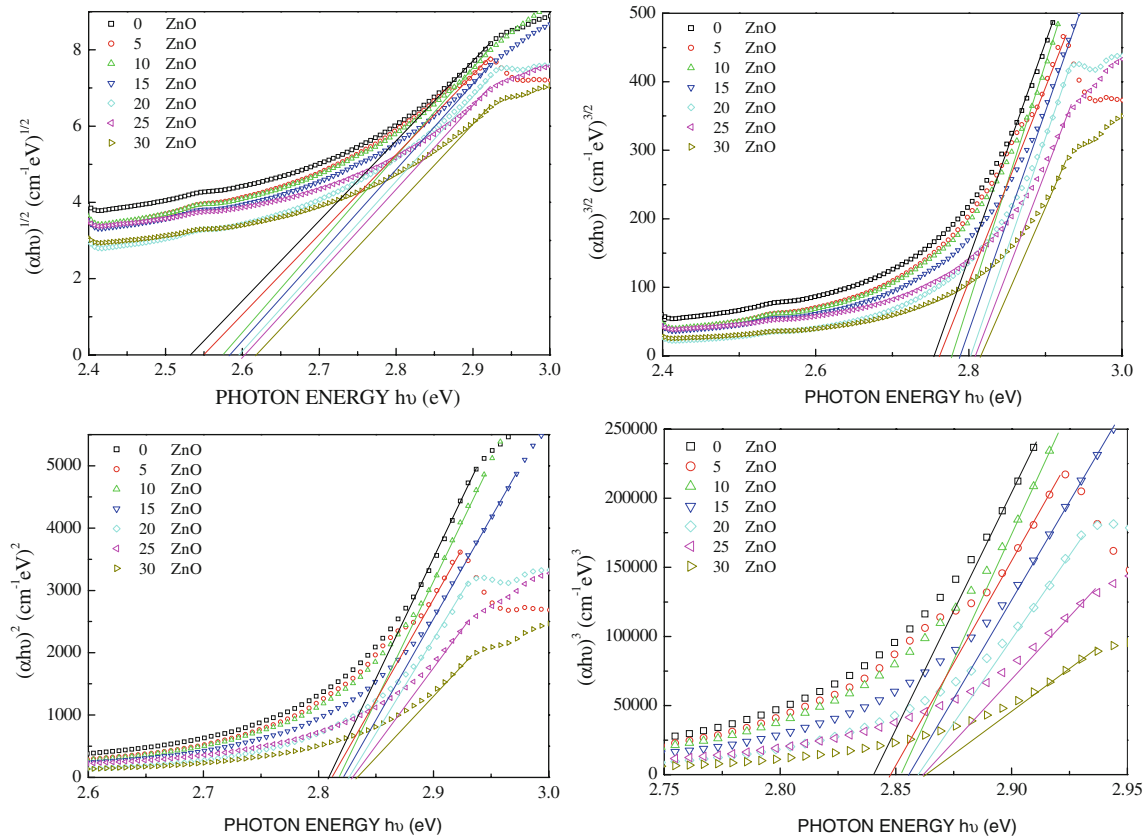 0 ZnO
5 ZnO
10 ZnO
15 ZnO
20 ZnO
25 ZnO
30 ZnO
8
6
4
2
0
2.4 2.5 2.6 2.7 2.8 2.9 3.0
(αhυ)^1/2 (cm^-1eV)^1/2
PHOTON ENERGY hυ (eV)
0 ZnO
5 ZnO
10 ZnO
15 ZnO
20 ZnO
25 ZnO
30 ZnO
500
400
300
200
100
0
2.4 2.6 2.8 3.0
(αhυ)^3/2 (cm^-1eV)^3/2
PHOTON ENERGY hυ (eV)
0 ZnO
5 ZnO
10 ZnO
15 ZnO
20 ZnO
25 ZnO
30 ZnO
5000
4000
3000
2000
1000
0
2.6 2.7 2.8 2.9 3.0
(αhυ)^2 (cm^-1eV)^2
PHOTON ENERGY hυ (eV)
0 ZnO
5 ZnO
10 ZnO
15 ZnO
20 ZnO
25 ZnO
30 ZnO
250000
200000
150000
100000
50000
0
2.75 2.80 2.85 2.90 2.95
(αhυ)^3 (cm^-1eV)^3
PHOTON ENERGY hυ (eV)